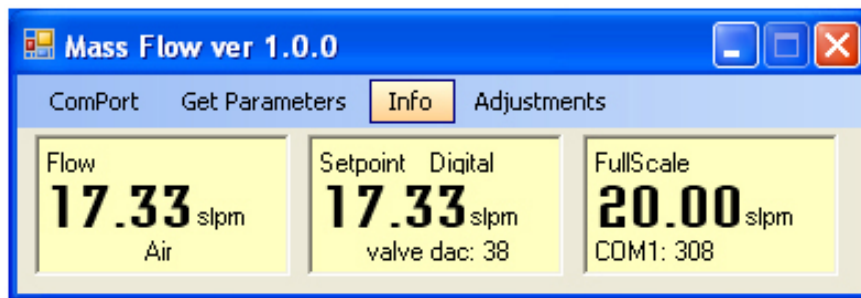 Mass Flow ver 1.0.0
ComPort Get Parameters Info Adjustments
Flow
17.33 slpm
Air
Setpoint Digital
17.33 slpm
valve dac: 38
FullScale
20.00 slpm
COM1: 308